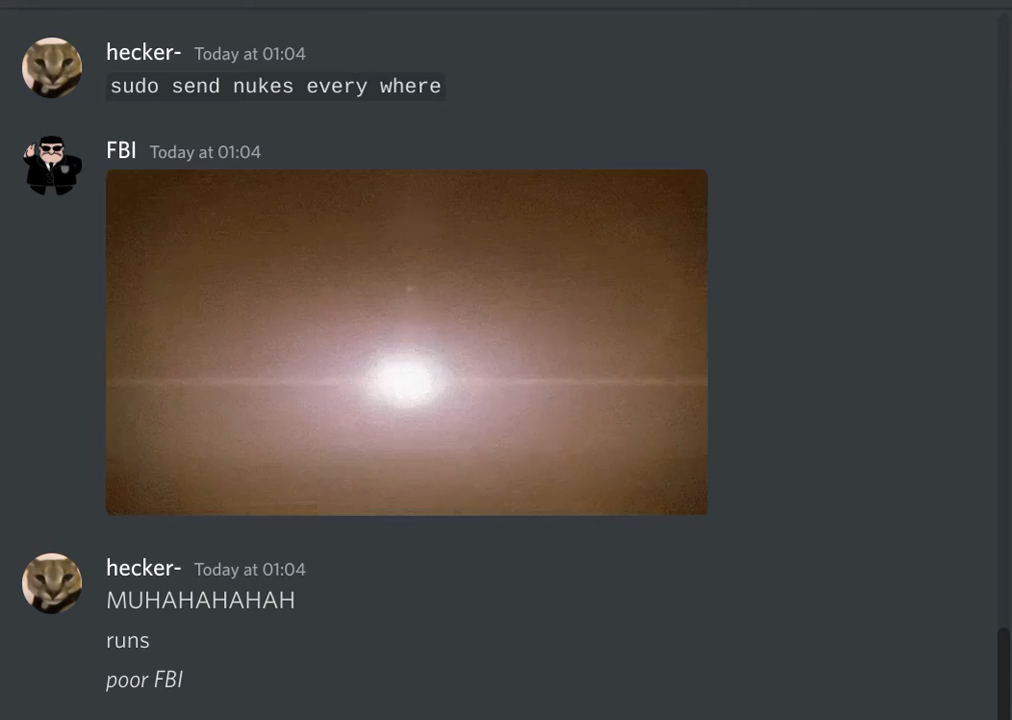 hecker- Today at 01:04
sudo send nukes every where
FBI Today at 01:04
hecker- Today at 01:04
MUHAHAHAHAH
runs
poor FBI